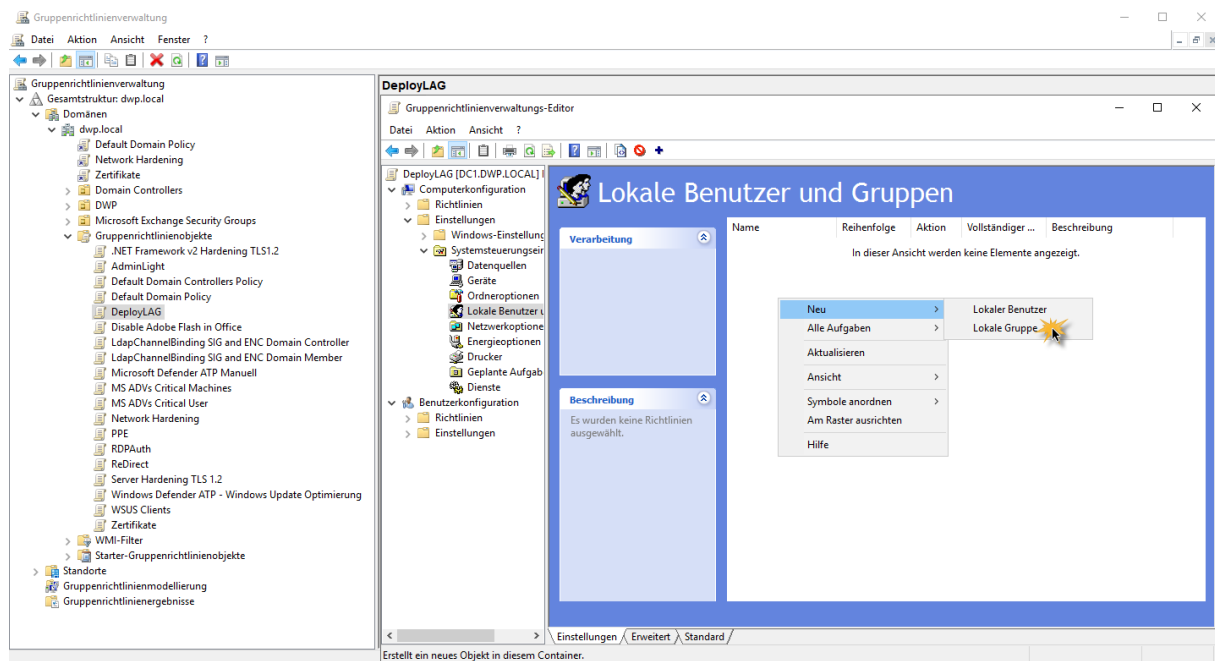 Gruppenrichtlinienverwaltung
Datei Aktion Ansicht Fenster ?
Gruppenrichtlinienverwaltung
Gesamtstruktur: dwp.local
Domänen
dwp.local
Default Domain Policy
Network Hardening
Zertifikate
Domain Controllers
DWP
Microsoft Exchange Security Groups
Gruppenrichtlinienobjekte
.NET Framework v2 Hardening TLS1.2
AdminLight
Default Domain Controllers Policy
Default Domain Policy
DeployLAG
Disable Adobe Flash in Office
LdapChannelBinding SIG and ENC Domain Controller
LdapChannelBinding SIG and ENC Domain Member
Microsoft Defender ATP Manuell
MS ADVs Critical Machines
MS ADVs Critical User
Network Hardening
PPE
RDPAuth
ReDirect
Server Hardening TLS 1.2
Windows Defender ATP - Windows Update Optimierung
WSUS Clients
Zertifikate
WMI-Filter
Starter-Gruppenrichtlinienobjekte
Standorte
Gruppenrichtlinienmodellierung
Gruppenrichtlinienergebnisse
DeployLAG
Gruppenrichtlinienverwaltungs-Editor
Datei Aktion Ansicht ?
DeployLAG [DC1.DWP.LOCAL]
Computerkonfiguration
Richtlinien
Einstellungen
Windows-Einstellung
Systemsteuerungsein
Datenquellen
Geräte
Ordneroptionen
Lokale Benutzer u
Netzwerkoptione
Energieoptionen
Drucker
Geplante Aufgab
Dienste
Benutzerkonfiguration
Richtlinien
Einstellungen
Lokale Benutzer und Gruppen
Verarbeitung
Beschreibung
Es wurden keine Richtlinien
ausgewählt.
Name Reihenfolge Aktion Vollständiger ... Beschreibung
In dieser Ansicht werden keine Elemente angezeigt.
Neu
Alle Aufgaben
Aktualisieren
Ansicht
Symbole anordnen
Am Raster ausrichten
Hilfe
Lokaler Benutzer
Lokale Gruppe
Einstellungen Erweitert Standard
Erstellt ein neues Objekt in diesem Container.